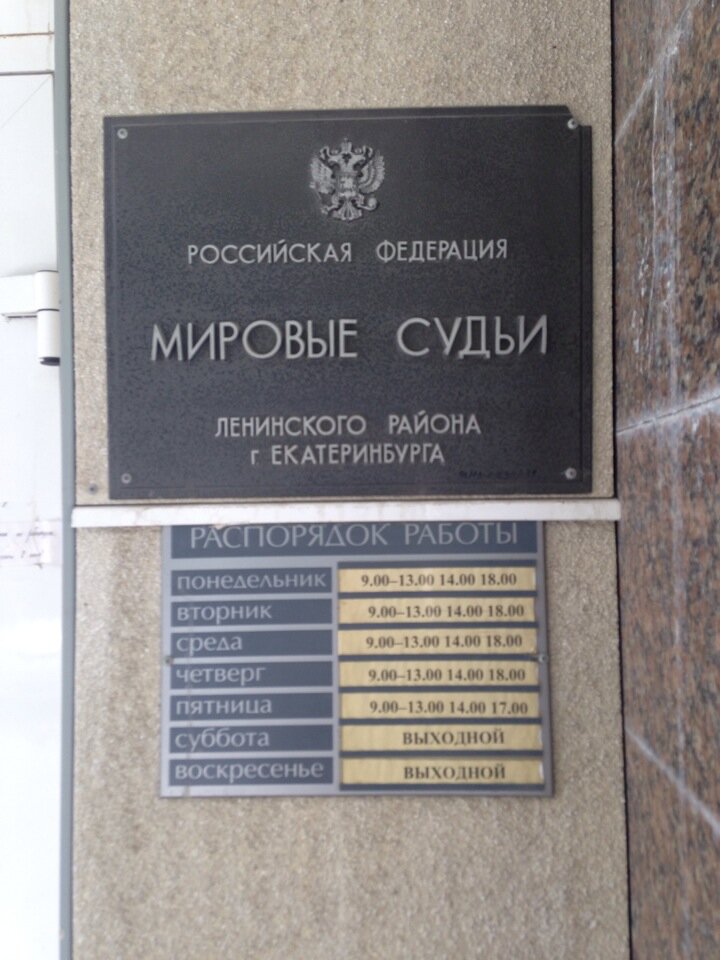 РОССИЙСКАЯ ФЕДЕРАЦИЯ
МИРОВЫЕ СУДЬИ
ЛЕНИНСКОГО РАЙОНА
г ЕКАТЕРИНБУРГА
РАСПОРЯДОК РАБОТЫ
понедельник 9.00–13.00 14.00 18.00
вторник 9.00–13.00 14.00 18.00
среда 9.00–13.00 14.00 18.00
четверг 9.00–13.00 14.00 18.00
пятница 9.00–13.00 14.00 17.00
суббота ВЫХОДНОЙ
воскресенье ВЫХОДНОЙ